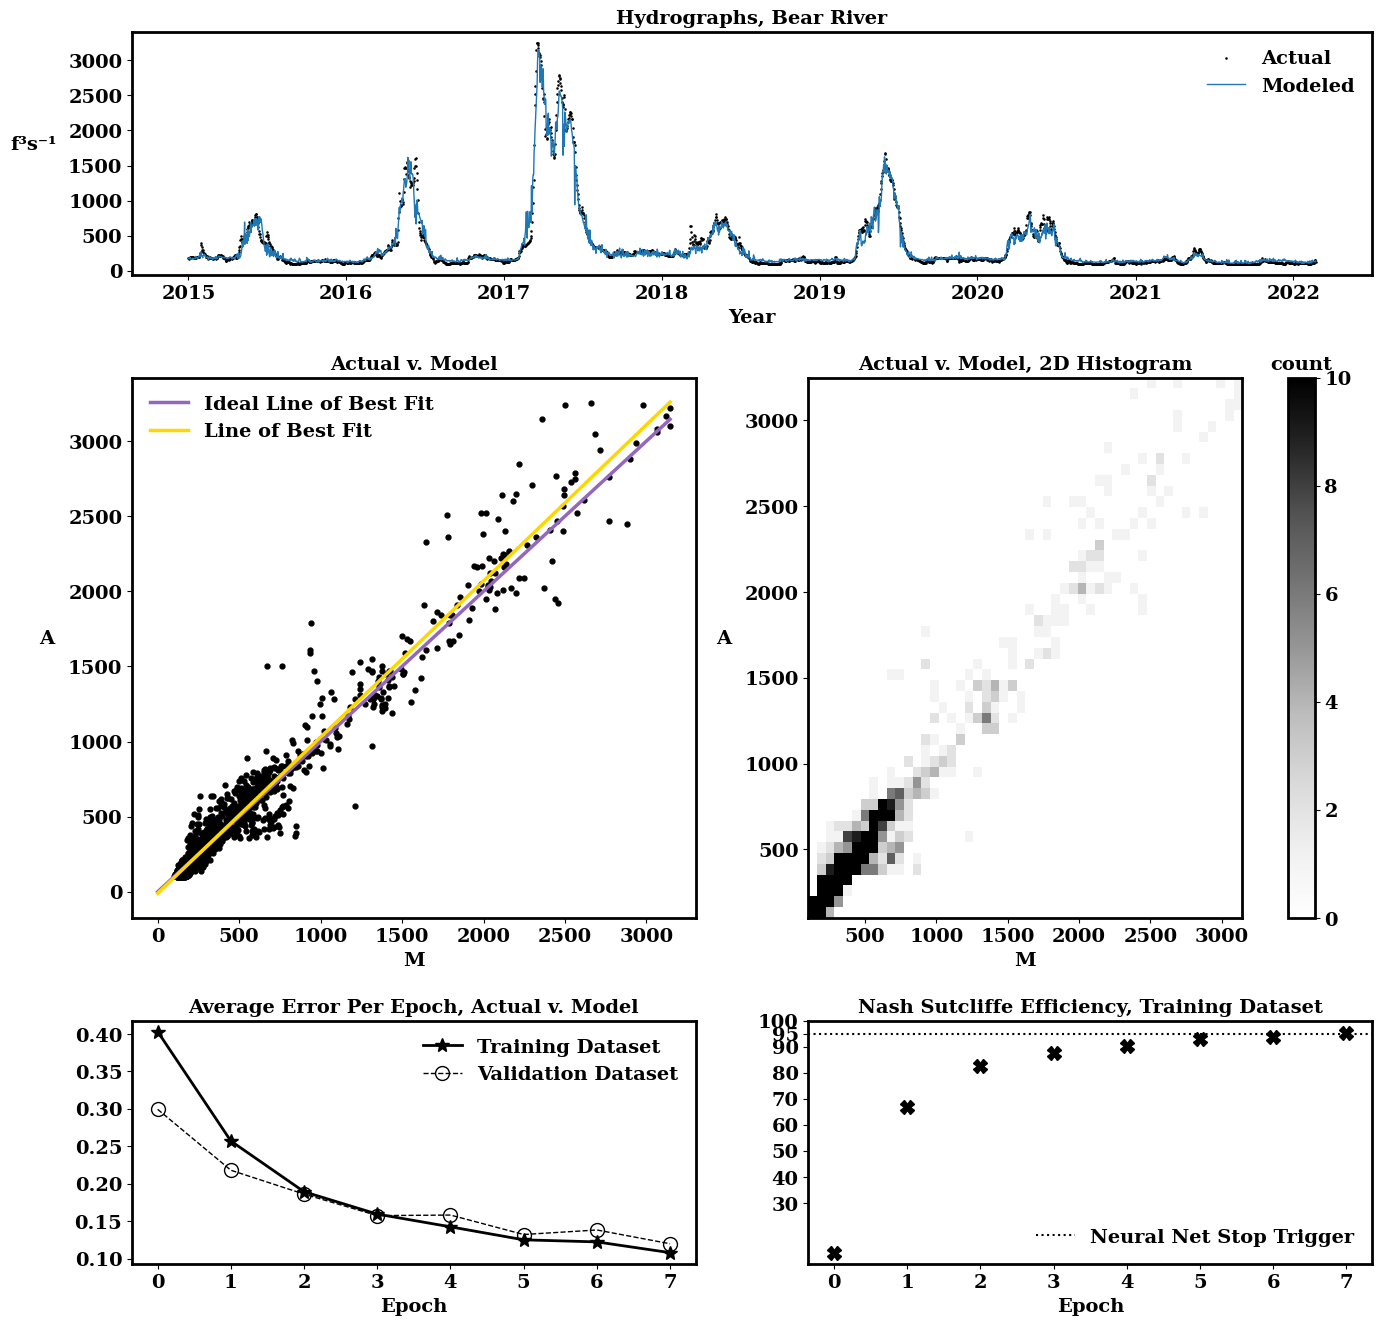 Hydrographs, Bear River
3000
2500
2000
1500
1000
500
0
f³s⁻¹
Actual
Modeled
2015 2016 2017 2018 2019 2020 2021 2022
Year
Actual v. Model
Ideal Line of Best Fit
Line of Best Fit
3000
2500
2000
1500
1000
500
0
A
0 500 1000 1500 2000 2500 3000
M
Actual v. Model, 2D Histogram
3000
2500
2000
1500
1000
500
A
500 1000 1500 2000 2500 3000
M
count
10
8
6
4
2
0
Average Error Per Epoch, Actual v. Model
0.40
0.35
0.30
0.25
0.20
0.15
0.10
Training Dataset
Validation Dataset
0 1 2 3 4 5 6 7
Epoch
Nash Sutcliffe Efficiency, Training Dataset
100
95
90
80
70
60
50
40
30
Neural Net Stop Trigger
0 1 2 3 4 5 6 7
Epoch